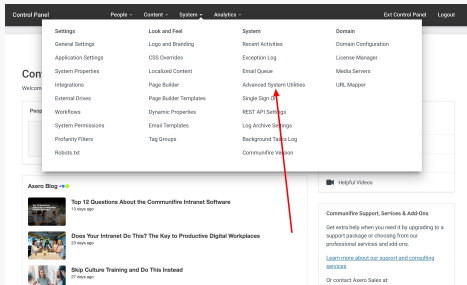 Control Panel
People
Content
System
Analytics
Ext Control Panel
Logout
Settings
General Settings
Application Settings
System Properties
Integrations
External Drives
Workflows
System Permissions
Profanity Filters
Robots.txt
Look and Feel
Logo and Branding
CSS Overrides
Localized Content
Page Builder
Page Builder Templates
Dynamic Properties
Email Templates
Tag Groups
System
Recent Activities
Exception Log
Email Queue
Advanced System Utilities
Single Sign On
REST API Settings
Log Archive Settings
Background Tasks Log
Communifire Version
Domain
Domain Configuration
License Manager
Media Servers
URL Mapper
Con
Welcom
Peop
Axero Blog
Top 12 Questions About the Communifire Intranet Software
13 days ago
Does Your Intranet Do This? The Key to Productive Digital Workplaces
23 days ago
Skip Culture Training and Do This Instead
27 days ago
Helpful Videos
Communifire Support, Services & Add-Ons
Get extra help when you need it by upgrading to a
support package or choosing from our
professional services and add-ons.
Learn more about our support and consulting
services
Or contact Axero Sales at: